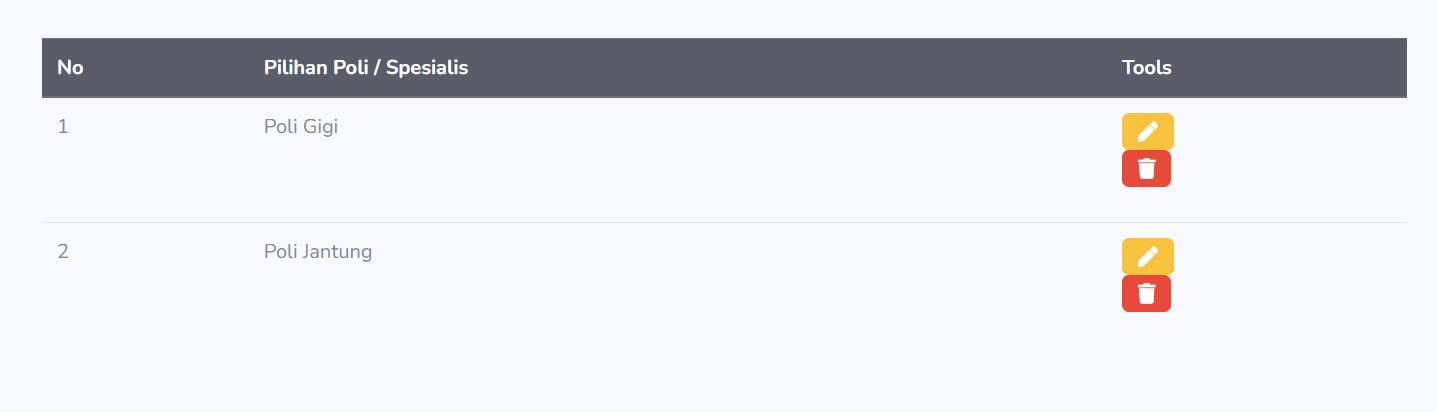 No Pilihan Poli / Spesialis Tools
1 Poli Gigi
2 Poli Jantung